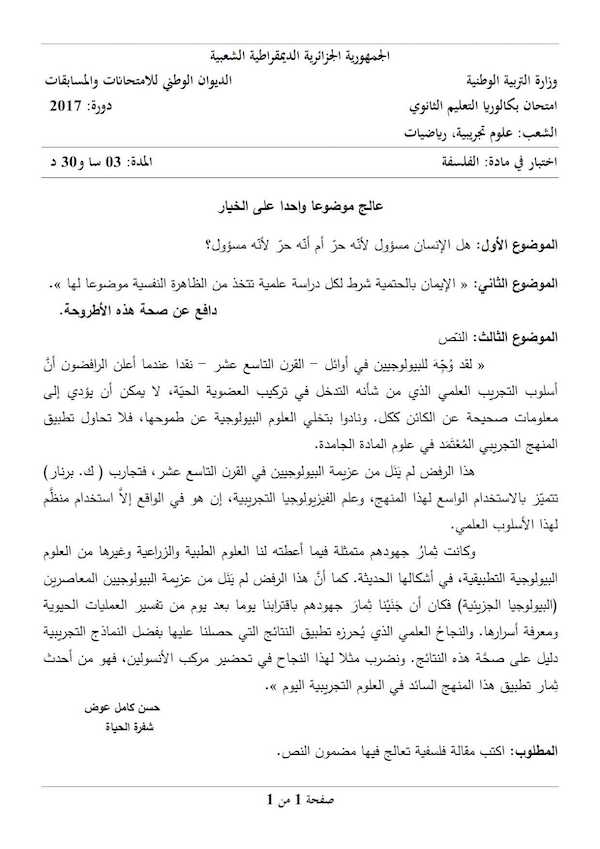 الجمهورية الجزائرية الديمقراطية الشعبية
وزارة التربية الوطنية الديوان الوطني للامتحانات والمسابقات
امتحان بكالوريا التعليم الثانوي دورة: 2017
الشعب: علوم تجريبية، رياضيات
اختبار في مادة: الفلسفة المدة: 03 سا و30 د
عالج موضوعا واحدا على الخيار
الموضوع الأول: هل الإنسان مسؤول لأنّه حرّ أم أنّه حرّ لأنّه مسؤول؟
الموضوع الثاني: « الإيمان بالحتمية شرط لكل دراسة علمية تتخذ من الظاهرة النفسية موضوعا لها ».
دافع عن صحة هذه الأطروحة.
الموضوع الثالث: النّص
« لقد وُجِّهَ للبيولوجيين في أوائل – القرن التاسع عشر – نقدا عندما أعلن الرافضون أنَّ
أسلوب التجريب العلمي الذي من شأنه التدخل في تركيب العضوية الحيّة، لا يمكن أن يؤدي إلى
معلومات صحيحة عن الكائن ككل. ونادوا بتخلي العلوم البيولوجية عن طموحها، فلا تحاول تطبيق
المنهج التجريبي المُعْتَمَد في علوم المادة الجامدة.
هذا الرفض لم يَنَل من عزيمة البيولوجيين في القرن التاسع عشر، فتجارب ( ك. برنار)
تتميّز بالاستخدام الواسع لهذا المنهج، وعلم الفيزيولوجيا التجريبية، إن هو في الواقع إلاَّ استخدام منظَّم
لهذا الأسلوب العلمي.
وكانت ثِمارُ جهودهم متمثلة فيما أعطته لنا العلوم الطبية والزراعية وغيرها من العلوم
البيولوجية التطبيقية، في أشكالها الحديثة. كما أنَّ هذا الرفض لم يَنَل من عزيمة البيولوجيين المعاصرين
(البيولوجيا الجزيئية) فكان أن جَنَيْنا ثِمارَ جهودهم باقترابنا يوما بعد يوم من تفسير العمليات الحيوية
ومعرفة أسرارها. والنجاحُ العلمي الذي يُحرزه تطبيق النتائج التي حصلنا عليها بفضل النماذج التجريبية
دليل على صحَّة هذه النتائج. ونضرب مثلا لهذا النجاح في تحضير مركب الأنسولين، فهو من أحدث
ثِمار تطبيق هذا المنهج السائد في العلوم التجريبية اليوم ».
حسن كامل عوض
شفرة الحياة
المطلوب: اكتب مقالة فلسفية تعالج فيها مضمون النص.
صفحة 1 من 1